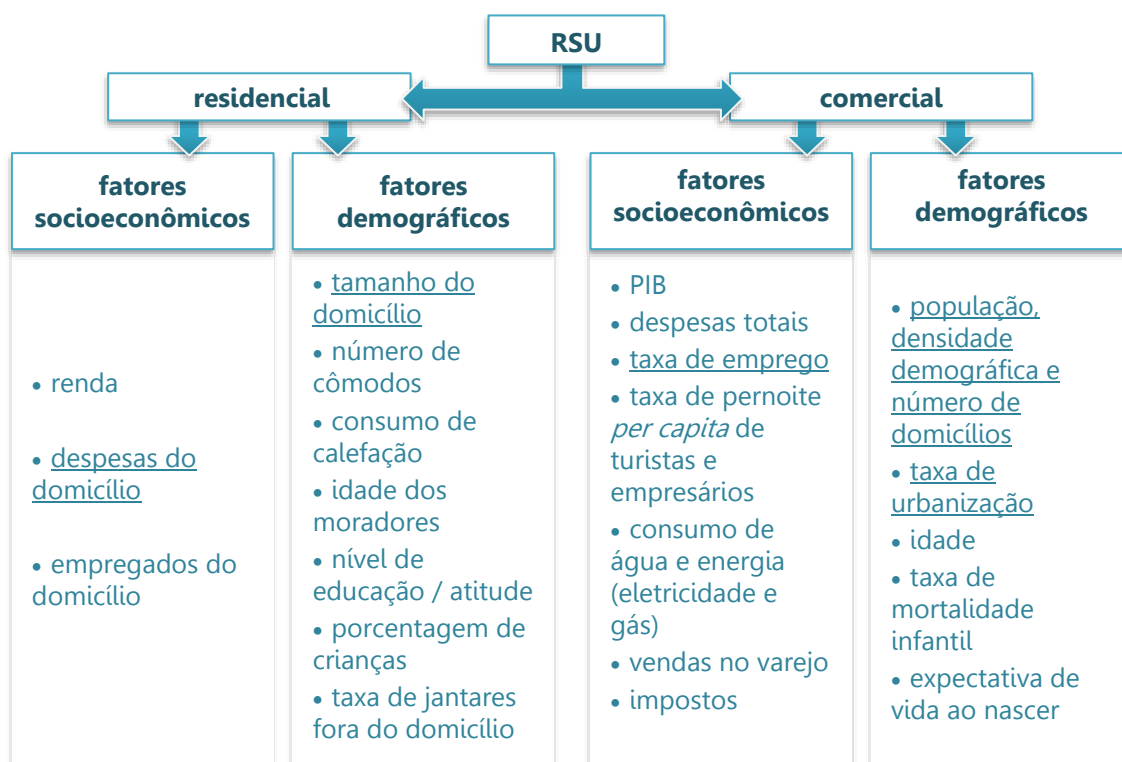 RSU
residencial
comercial
fatores
socioeconômicos
• renda
• despesas do
domicílio
• empregados do
domicílio
fatores
demográficos
• tamanho do
domicílio
• número de
cômodos
• consumo de
calefação
• idade dos
moradores
• nível de
educação / atitude
• porcentagem de
crianças
• taxa de jantares
fora do domicílio
fatores
socioeconômicos
• PIB
• despesas totais
• taxa de emprego
• taxa de pernoite
per capita de
turistas e
empresários
• consumo de
água e energia
(eletricidade e
gás)
• vendas no varejo
• impostos
fatores
demográficos
• população,
densidade
demográfica e
número de
domicílios
• taxa de
urbanização
• idade
• taxa de
mortalidade
infantil
• expectativa de
vida ao nascer